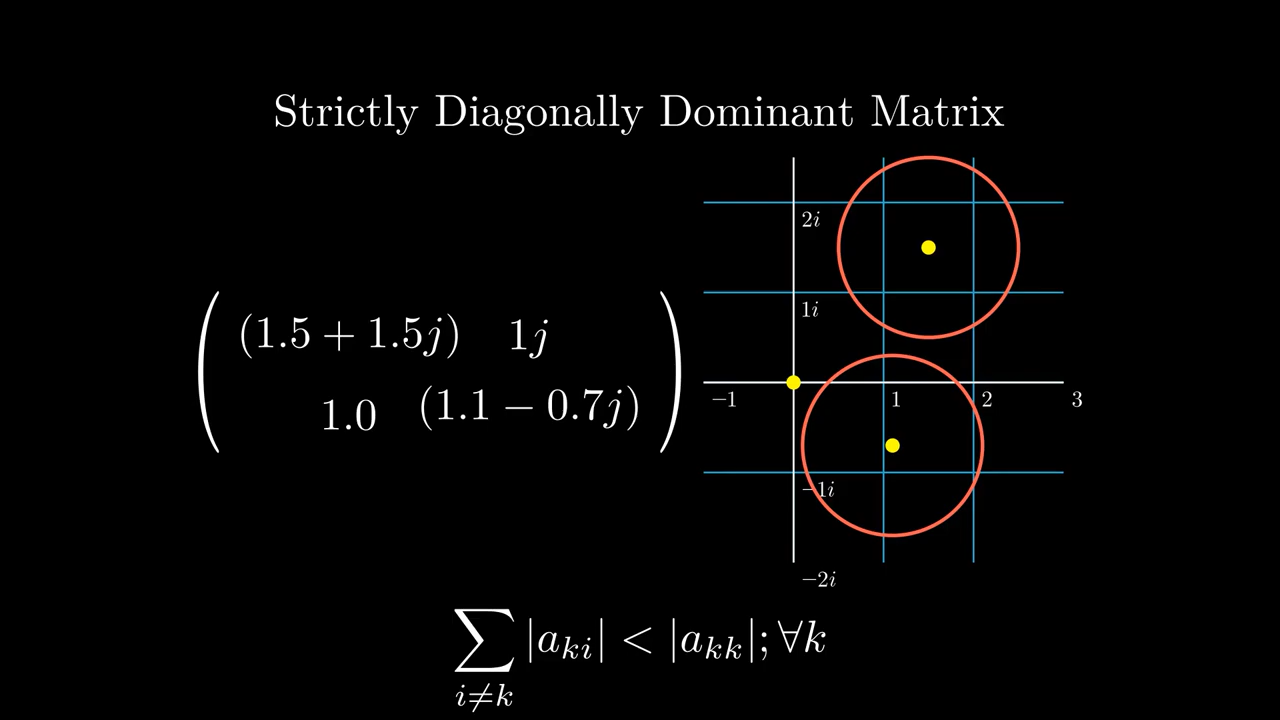 Strictly Diagonally Dominant Matrix
2i
1i
−1 1 2 3
−1i
−2i
(1.5 + 1.5j) 1j
1.0 (1.1 − 0.7j)
∑_{i≠k} |a_{ki}| < |a_{kk}|; ∀k